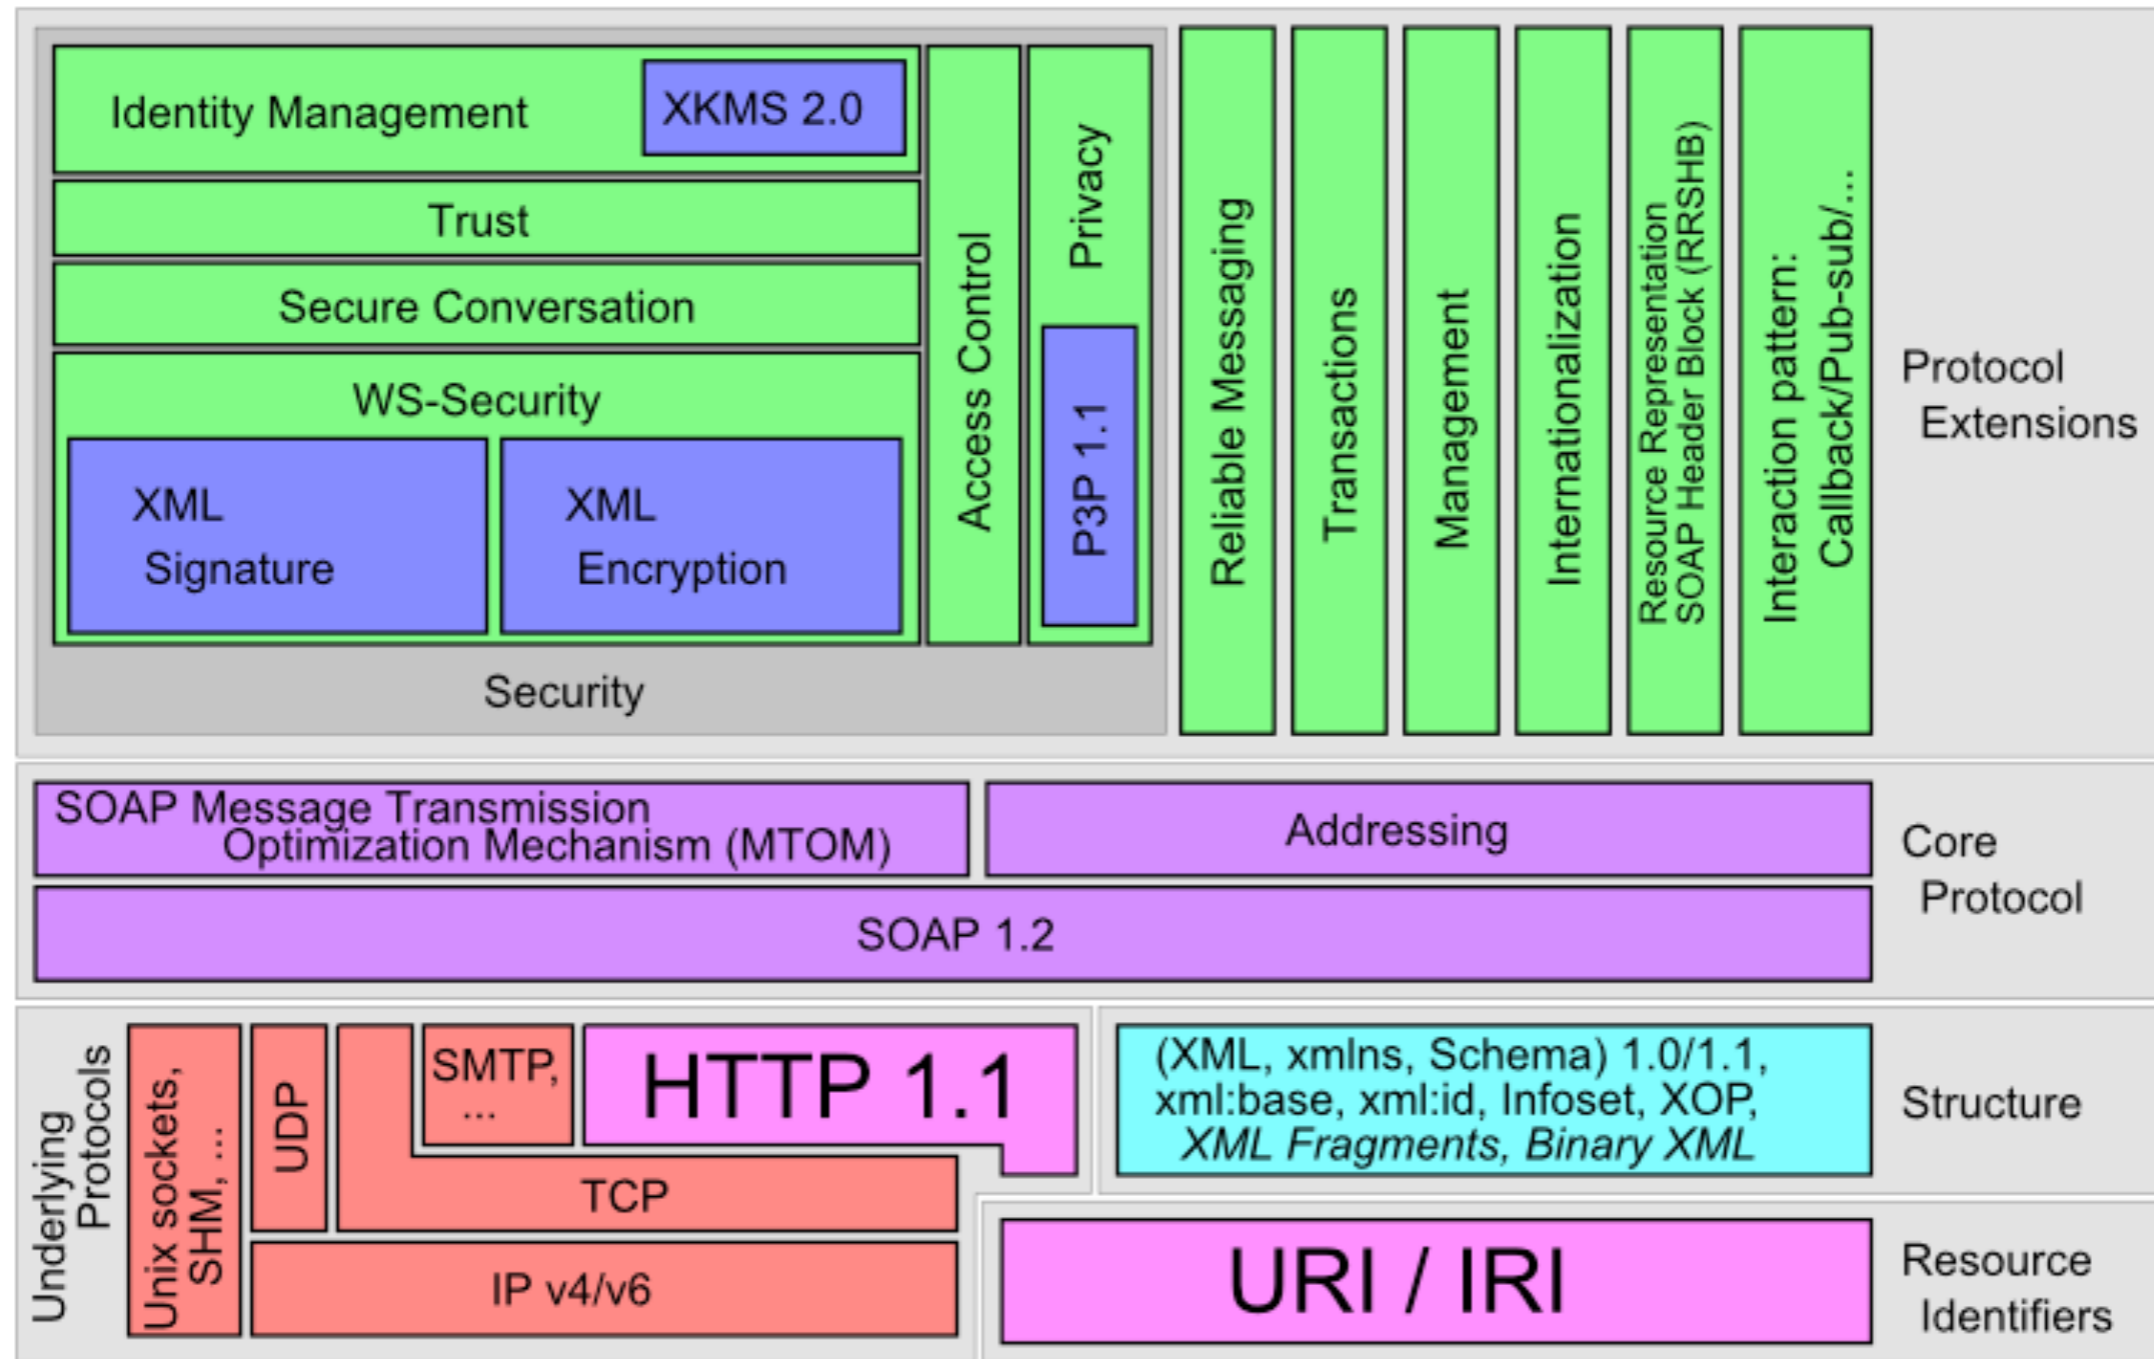 Identity Management
XKMS 2.0
Trust
Secure Conversation
WS-Security
XML
Signature
XML
Encryption
Access Control
Privacy
P3P 1.1
Security
Reliable Messaging
Transactions
Management
Internationalization
Resource Representation
SOAP Header Block (RRSHB)
Interaction pattern:
Callback/Pub-sub/...
Protocol
Extensions
SOAP Message Transmission
Optimization Mechanism (MTOM)
Addressing
SOAP 1.2
Core
Protocol
Underlying
Protocols
Unix sockets,
SHM, ...
UDP
SMTP,
...
HTTP 1.1
TCP
IP v4/v6
(XML, xmlns, Schema) 1.0/1.1,
xml:base, xml:id, Infoset, XOP,
XML Fragments, Binary XML
Structure
URI / IRI
Resource
Identifiers